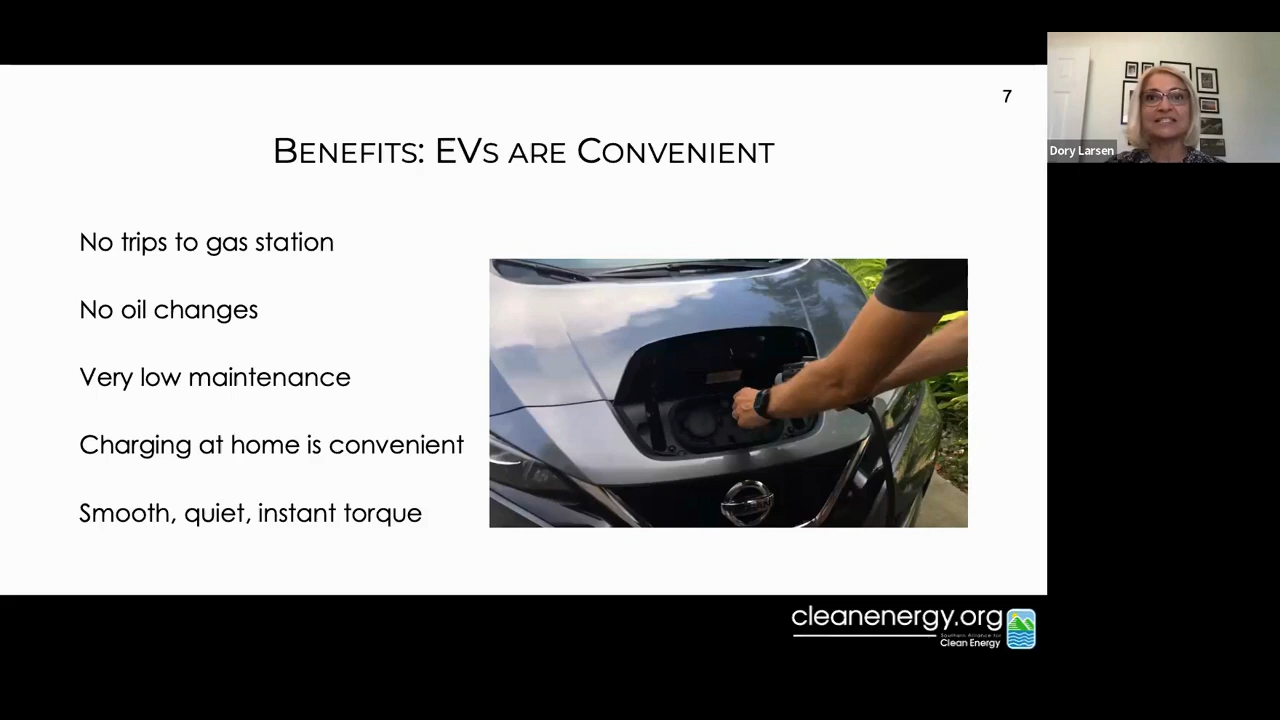 7
BENEFITS: EVS ARE CONVENIENT
No trips to gas station
No oil changes
Very low maintenance
Charging at home is convenient
Smooth, quiet, instant torque
Dory Larsen
cleanenergy.org
Southern Alliance for
Clean Energy